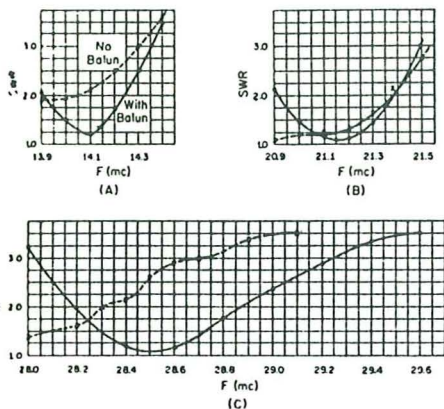 SWR
1.0
2.0
1.0
No
Balun
With
Balun
13.9
14.1
14.3
F (mc)
(A)
SWR
3.0
2.0
1.0
20.9
21.1
21.3
21.5
F (mc)
(B)
3.0
2.0
1.0
28.0
28.2
28.4
28.6
28.8
29.0
29.2
29.4
29.6
F (mc)
(C)